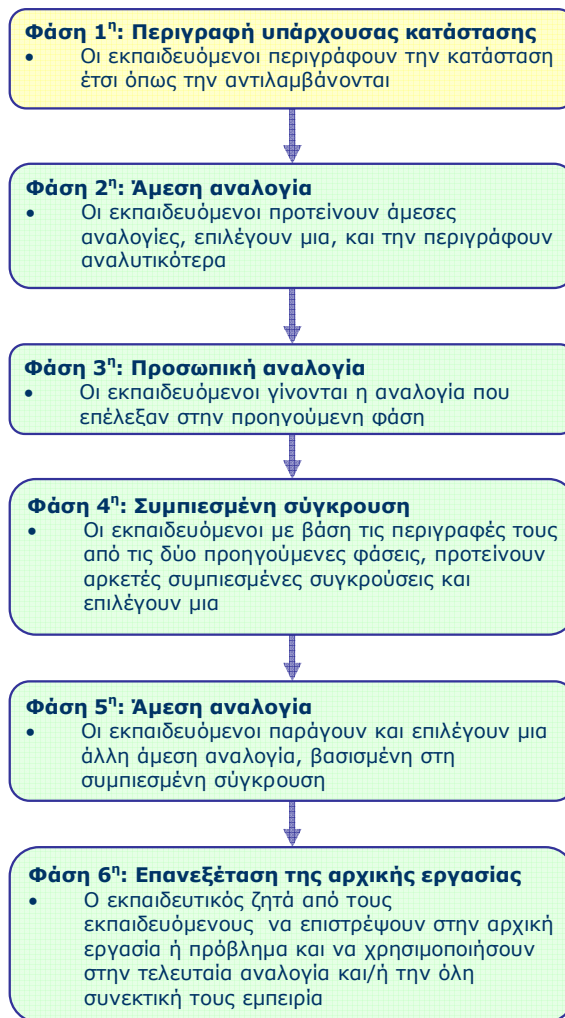 Φάση 1η: Περιγραφή υπάρχουσας κατάστασης
• Οι εκπαιδευόμενοι περιγράφουν την κατάσταση
έτσι όπως την αντιλαμβάνονται
Φάση 2η: Άμεση αναλογία
• Οι εκπαιδευόμενοι προτείνουν άμεσες
αναλογίες, επιλέγουν μια, και την περιγράφουν
αναλυτικότερα
Φάση 3η: Προσωπική αναλογία
• Οι εκπαιδευόμενοι γίνονται η αναλογία που
επέλεξαν στην προηγούμενη φάση
Φάση 4η: Συμπιεσμένη σύγκρουση
• Οι εκπαιδευόμενοι με βάση τις περιγραφές τους
από τις δύο προηγούμενες φάσεις, προτείνουν
αρκετές συμπιεσμένες συγκρούσεις και
επιλέγουν μια
Φάση 5η: Άμεση αναλογία
• Οι εκπαιδευόμενοι παράγουν και επιλέγουν μια
άλλη άμεση αναλογία, βασισμένη στη
συμπιεσμένη σύγκρουση
Φάση 6η: Επανεξέταση της αρχικής εργασίας
• Ο εκπαιδευτικός ζητά από τους
εκπαιδευόμενους να επιστρέψουν στην αρχική
εργασία ή πρόβλημα και να χρησιμοποιήσουν
στην τελευταία αναλογία και/ή την όλη
συνεκτική τους εμπειρία